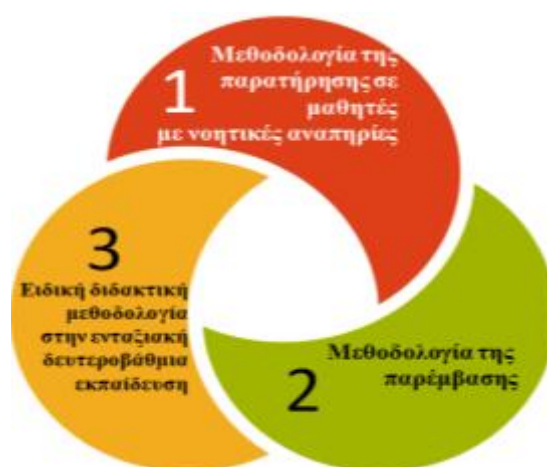 1
Μεθοδολογία της
παρατήρησης σε
μαθητές
με νοητικές αναπηρίες
2
Μεθοδολογία της
παρέμβασης
3
Ειδική διδακτική
μεθοδολογία
στην ενταξιακή
δευτεροβάθμια
εκπαίδευση